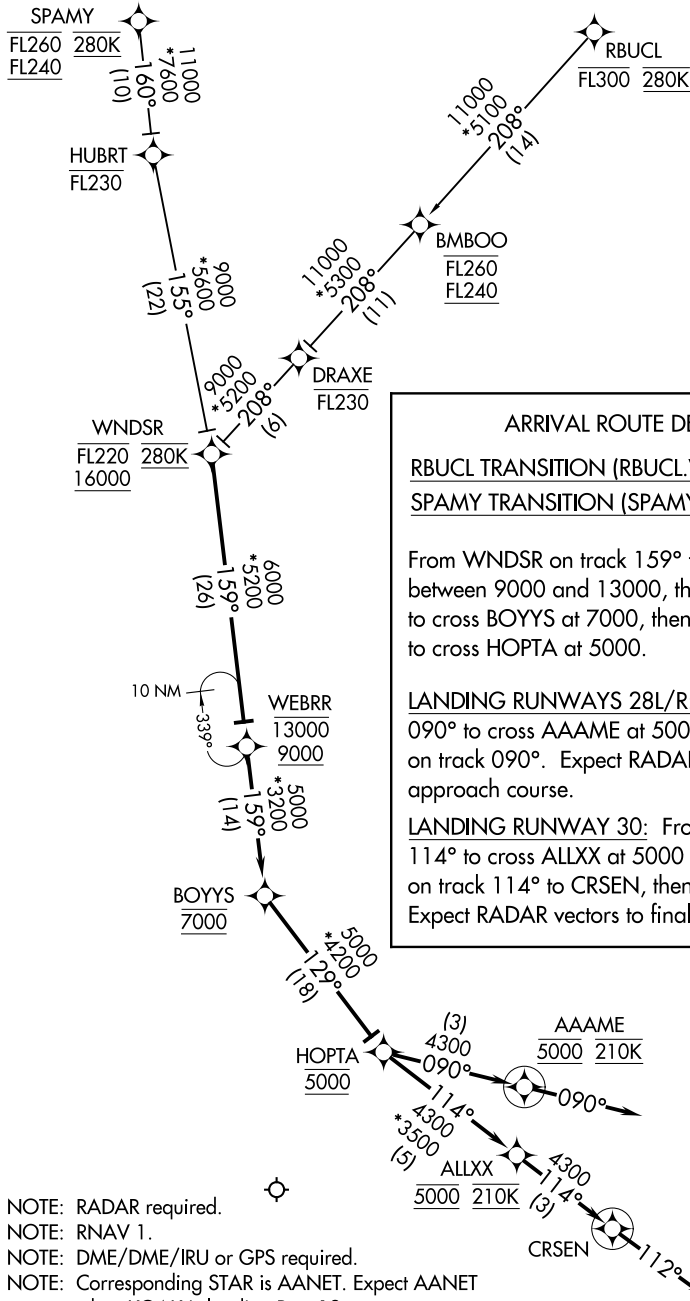 SPAMY
FL260 280K
FL240
11000
*7600
160°
(10)
RBUCL
FL300 280K
11000
*5100
208°
(14)
HUBRT
FL230
BMBOO
FL260
FL240
9000
*5600
155°
(22)
11000
*5300
208°
(11)
DRAXE
FL230
9000
*5200
208°
(6)
WNDSR
FL220 280K
16000
ARRIVAL ROUTE DE
RBUCL TRANSITION (RBUCL.
SPAMY TRANSITION (SPAMY
From WNDSR on track 159°
between 9000 and 13000, th
to cross BOYYS at 7000, then
to cross HOPTA at 5000.
LANDING RUNWAYS 28L/R
090° to cross AAAME at 500
on track 090°. Expect RADAR
approach course.
LANDING RUNWAY 30: Fro
114° to cross ALLXX at 5000
on track 114° to CRSEN, then
Expect RADAR vectors to final
6000
*5200
159°
(26)
10 NM
339°
WEBRR
13000
9000
5000
*3200
159°
(14)
BOYYS
7000
5000
*4200
129°
(18)
HOPTA
5000
(3)
4300
090°
AAAME
5000 210K
090°
114°
4300
*3500
(5)
ALLXX
5000 210K
4300
114°
(3)
CRSEN
112°
NOTE: RADAR required.
NOTE: RNAV 1.
NOTE: DME/DME/IRU or GPS required.
NOTE: Corresponding STAR is AANET. Expect AANET